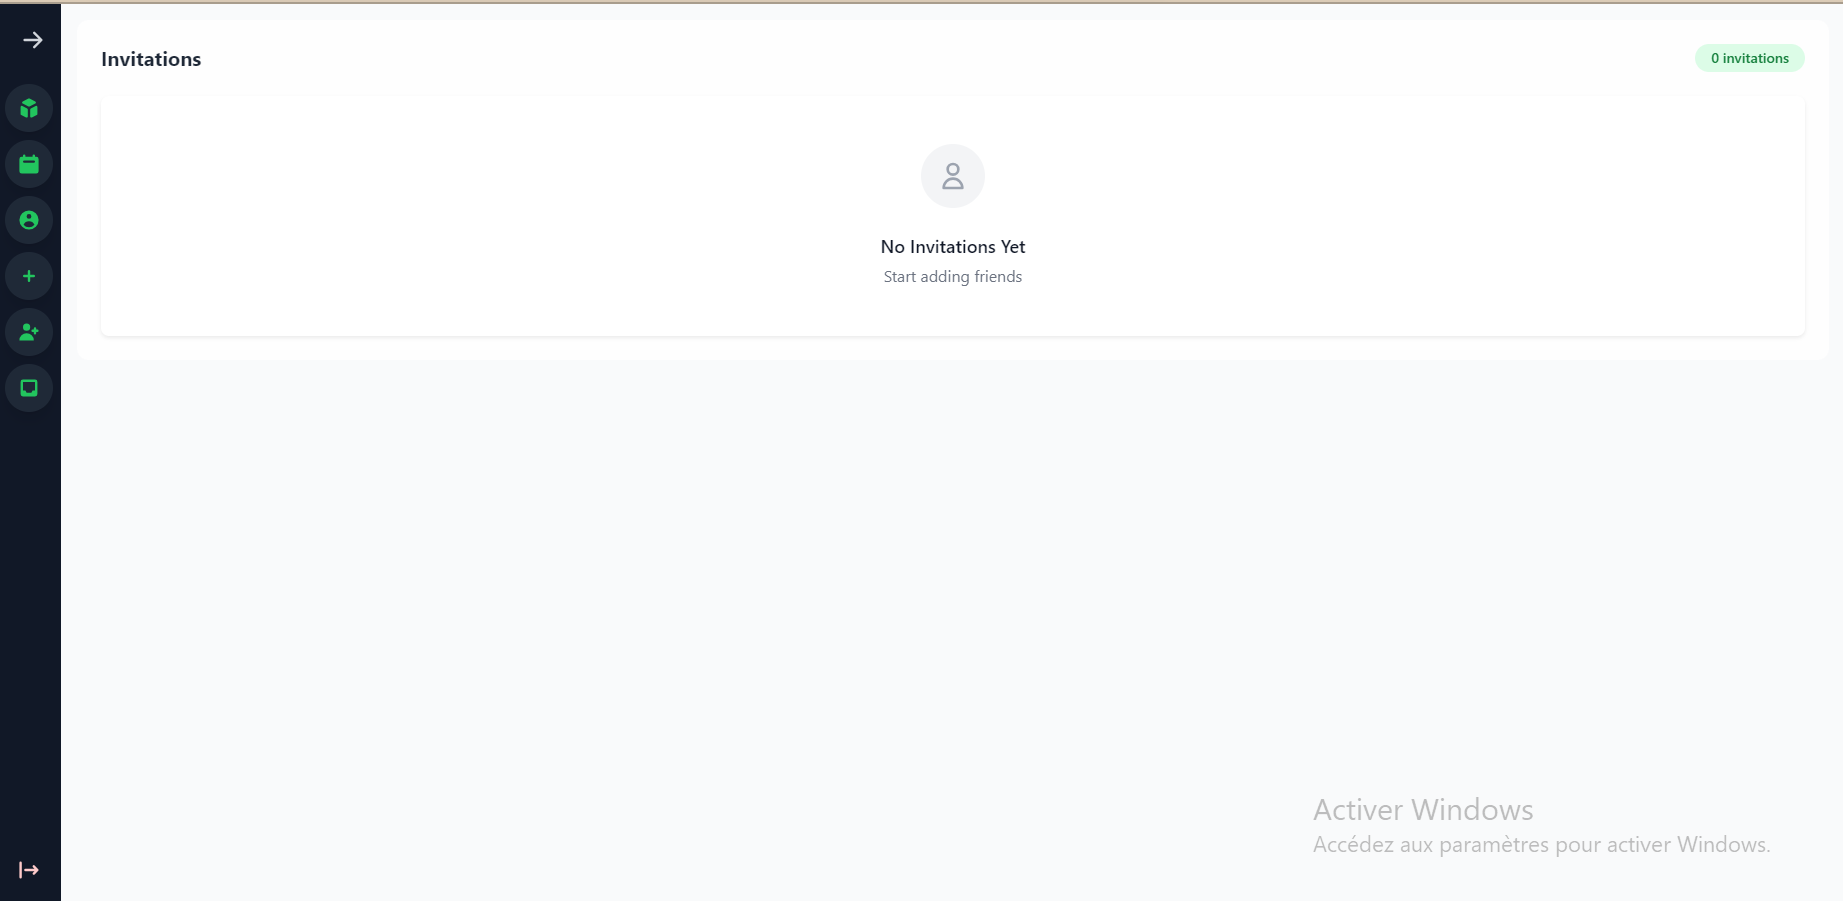 Invitations
0 invitations
No Invitations Yet
Start adding friends
Activer Windows
Accédez aux paramètres pour activer Windows.